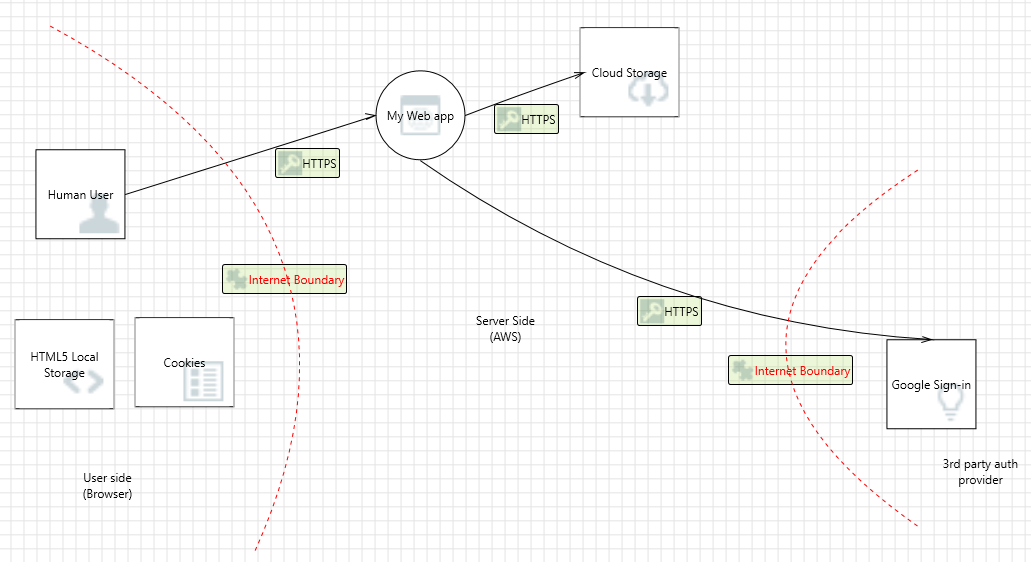 Cloud Storage
My Web app
HTTPS
HTTPS
Human User
Internet Boundary
HTTPS
Server Side
(AWS)
HTML5 Local
Storage
Cookies
Internet Boundary
Google Sign-in
User side
(Browser)
3rd party auth
provider